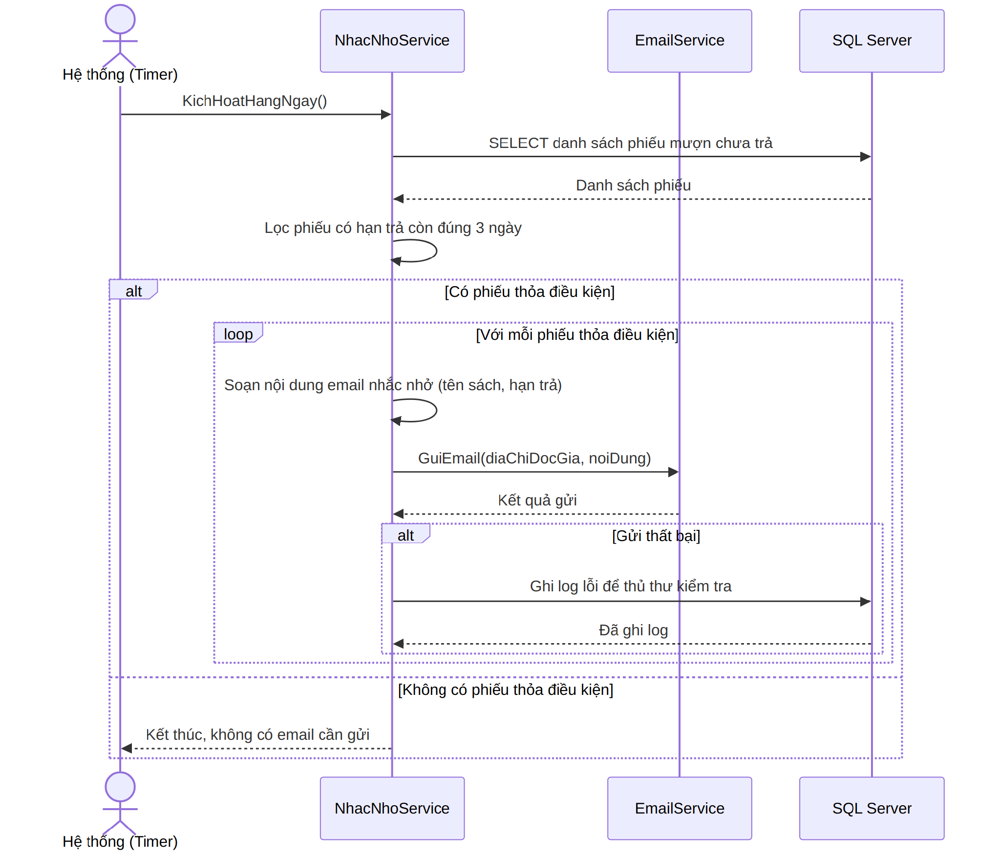 Hệ thống (Timer)
NhacNhoService
EmailService
SQL Server
KichHoatHangNgay()
SELECT danh sách phiếu mượn chưa trả
Danh sách phiếu
Lọc phiếu có hạn trả còn đúng 3 ngày
alt
[Có phiếu thỏa điều kiện]
loop
[Với mỗi phiếu thỏa điều kiện]
Soạn nội dung email nhắc nhở (tên sách, hạn trả)
GuiEmail(diaChiDocGia, noiDung)
Kết quả gửi
alt
[Gửi thất bại]
Ghi log lỗi để thủ thư kiểm tra
Đã ghi log
[Không có phiếu thỏa điều kiện]
Kết thúc, không có email cần gửi
Hệ thống (Timer)
NhacNhoService
EmailService
SQL Server